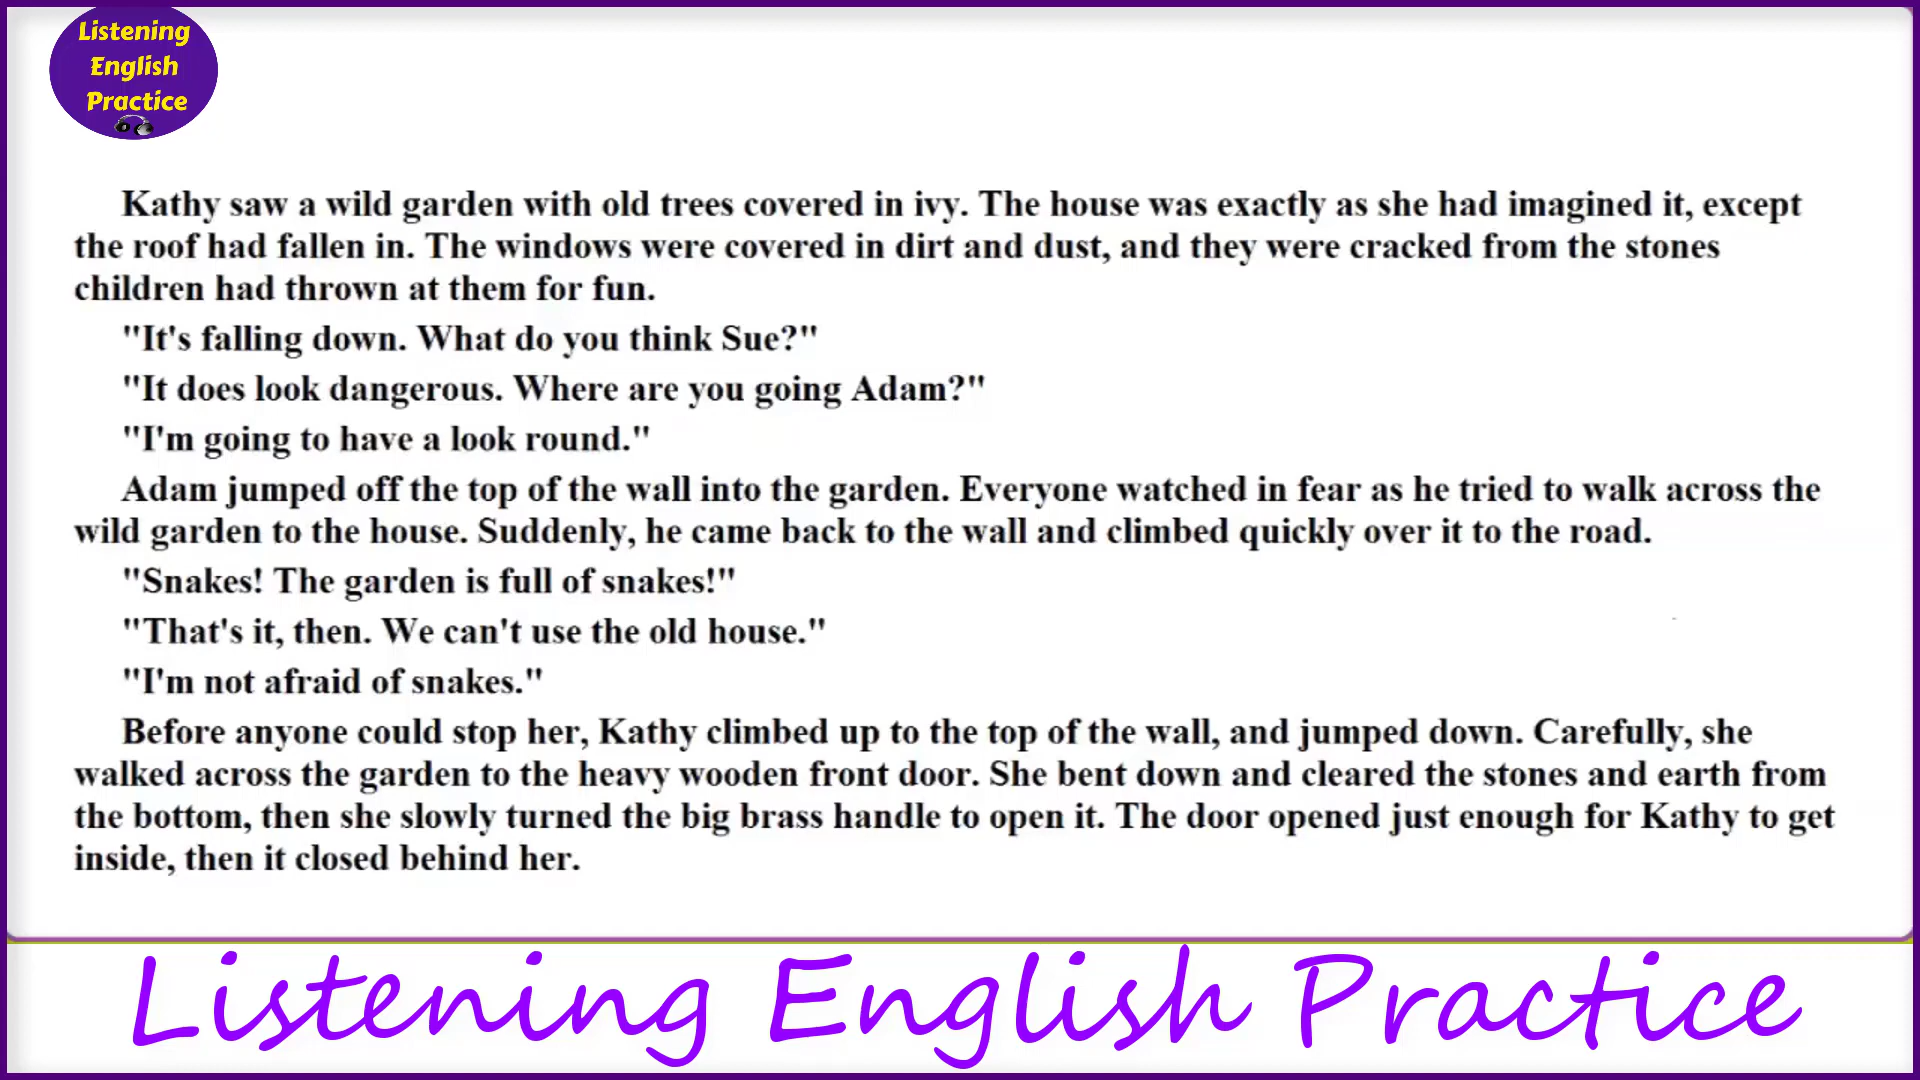 Listening
English
Practice
Kathy saw a wild garden with old trees covered in ivy. The house was exactly as she had imagined it, except
the roof had fallen in. The windows were covered in dirt and dust, and they were cracked from the stones
children had thrown at them for fun.
"It's falling down. What do you think Sue?"
"It does look dangerous. Where are you going Adam?"
"I'm going to have a look round."
Adam jumped off the top of the wall into the garden. Everyone watched in fear as he tried to walk across the
wild garden to the house. Suddenly, he came back to the wall and climbed quickly over it to the road.
"Snakes! The garden is full of snakes!"
"That's it, then. We can't use the old house."
"I'm not afraid of snakes."
Before anyone could stop her, Kathy climbed up to the top of the wall, and jumped down. Carefully, she
walked across the garden to the heavy wooden front door. She bent down and cleared the stones and earth from
the bottom, then she slowly turned the big brass handle to open it. The door opened just enough for Kathy to get
inside, then it closed behind her.
Listening English Practice